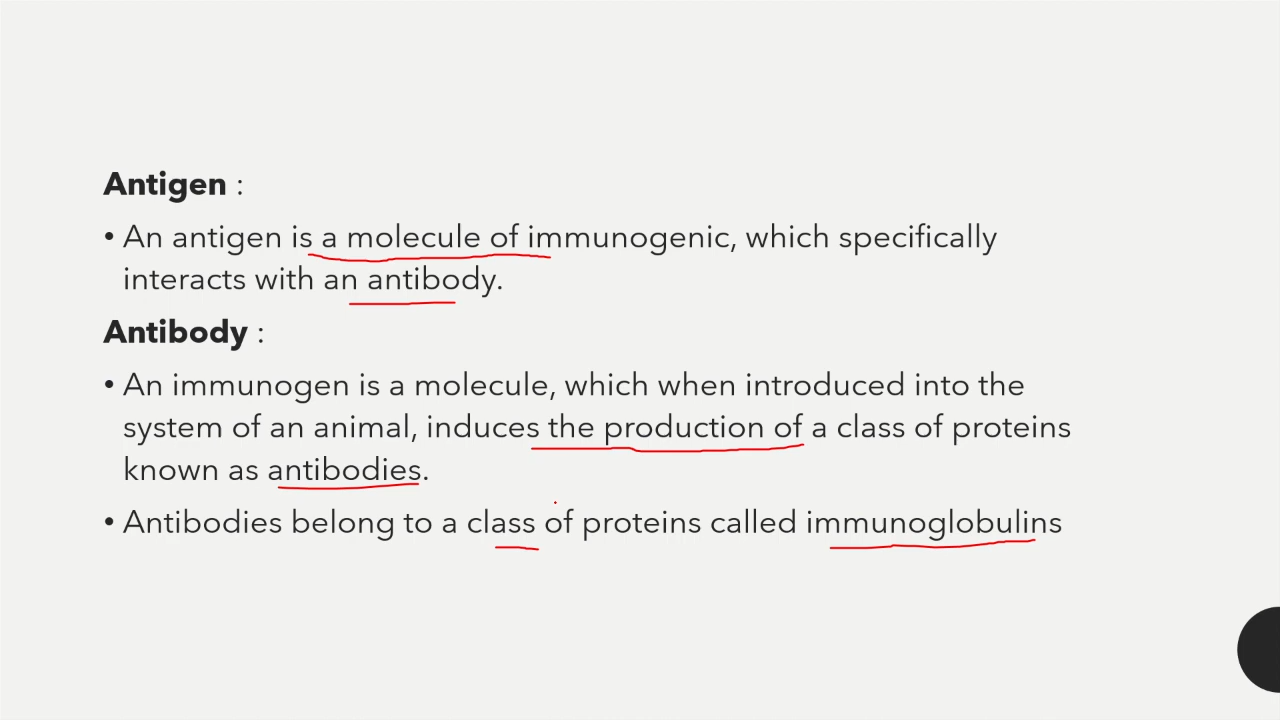 Antigen :
• An antigen is a molecule of immunogenic, which specifically
interacts with an antibody.
Antibody :
• An immunogen is a molecule, which when introduced into the
system of an animal, induces the production of a class of proteins
known as antibodies.
• Antibodies belong to a class of proteins called immunoglobulins